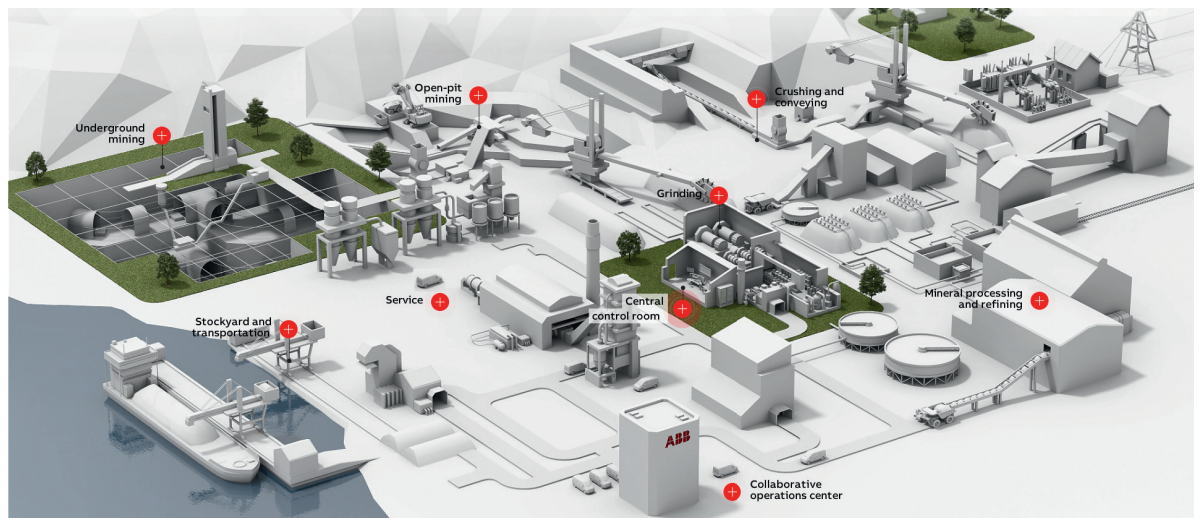 Open-pit
mining
Crushing and
conveying
Underground
mining
Grinding
Service
Central
control room
Mineral processing
and refining
Stockyard and
transportation
ABB
Collaborative
operations center